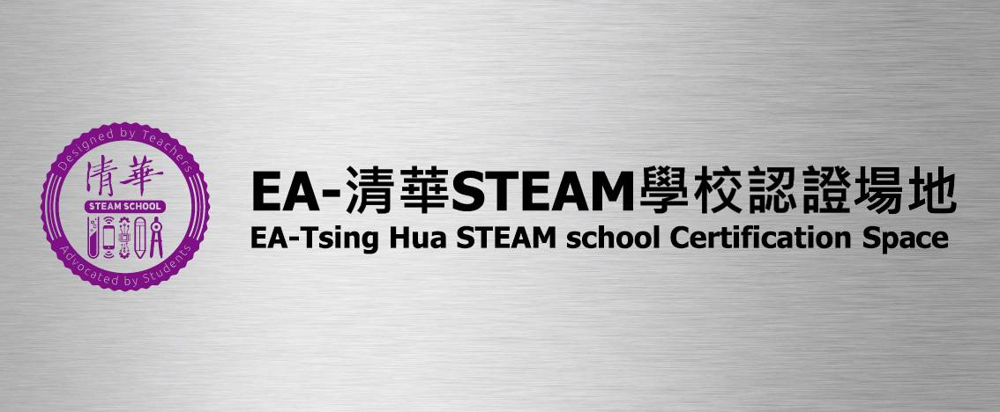 Designed by Teachers
清華
STEAM SCHOOL
Advocated by Students
EA-清華STEAM學校認證場地
EA-Tsing Hua STEAM school Certification Space